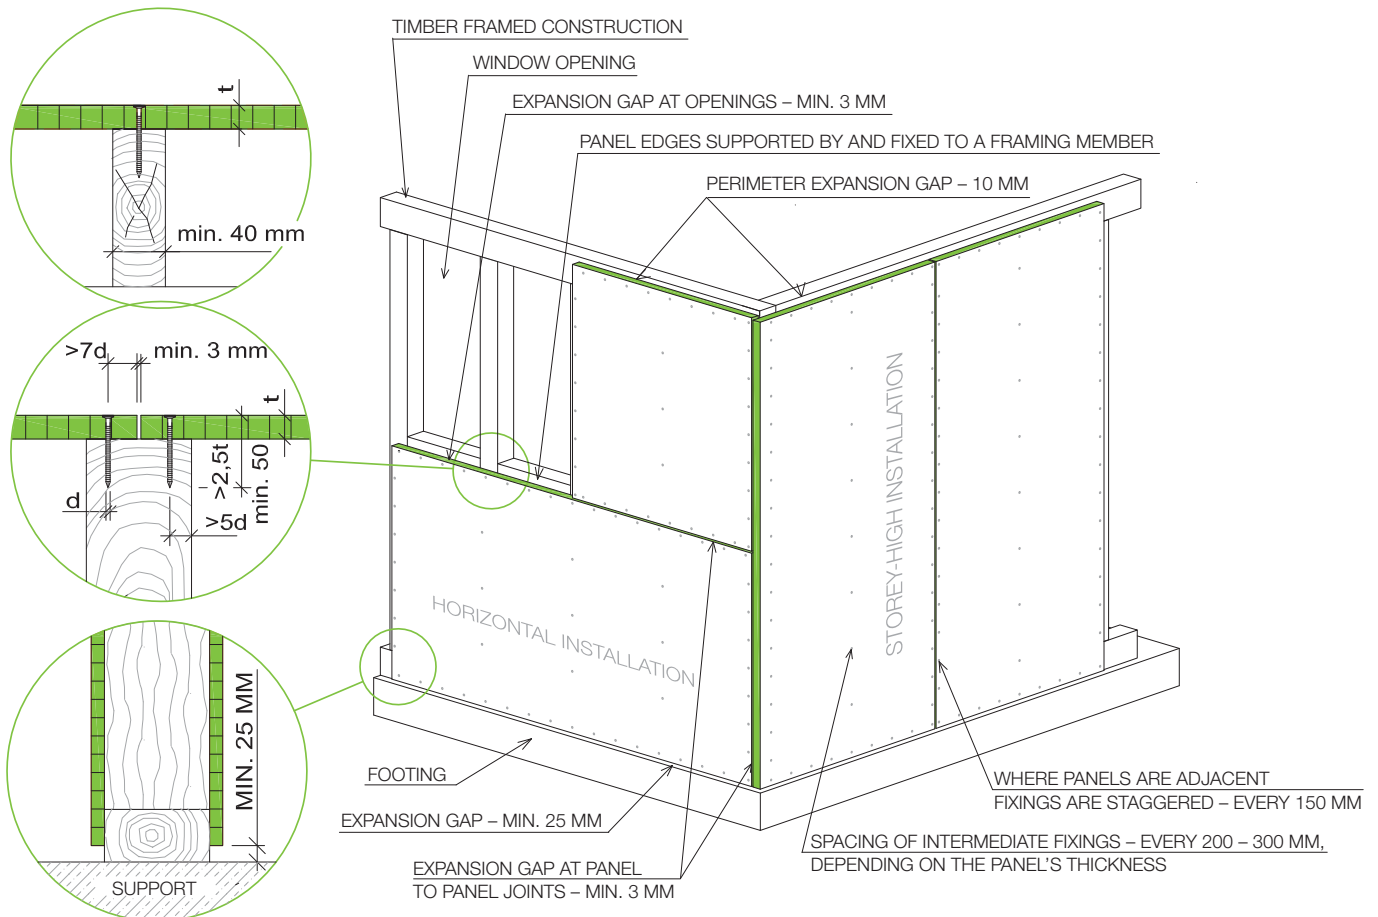 TIMBER FRAMED CONSTRUCTION
WINDOW OPENING
EXPANSION GAP AT OPENINGS – MIN. 3 MM
PANEL EDGES SUPPORTED BY AND FIXED TO A FRAMING MEMBER
PERIMETER EXPANSION GAP – 10 MM
t
min. 40 mm
>7d
min. 3 mm
t
>2,5t
min. 50
d
>5d
MIN. 25 MM
SUPPORT
HORIZONTAL INSTALLATION
STOREY-HIGH INSTALLATION
FOOTING
EXPANSION GAP – MIN. 25 MM
EXPANSION GAP AT PANEL
TO PANEL JOINTS – MIN. 3 MM
WHERE PANELS ARE ADJACENT
FIXINGS ARE STAGGERED – EVERY 150 MM
SPACING OF INTERMEDIATE FIXINGS – EVERY 200 – 300 MM,
DEPENDING ON THE PANEL'S THICKNESS